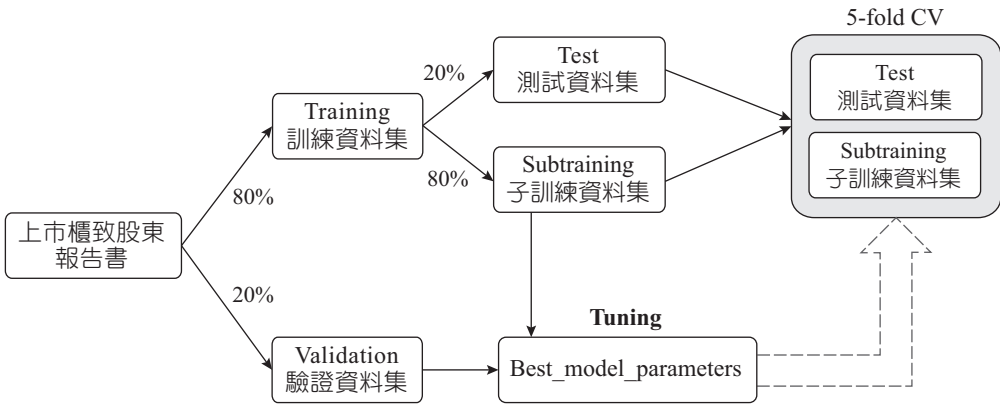 5-fold CV
Test
測試資料集
20%
Training
訓練資料集
Test
測試資料集
80%
Subtraining
子訓練資料集
Subtraining
子訓練資料集
80%
上市櫃致股東
報告書
20%
Tuning
Validation
驗證資料集
Best_model_parameters